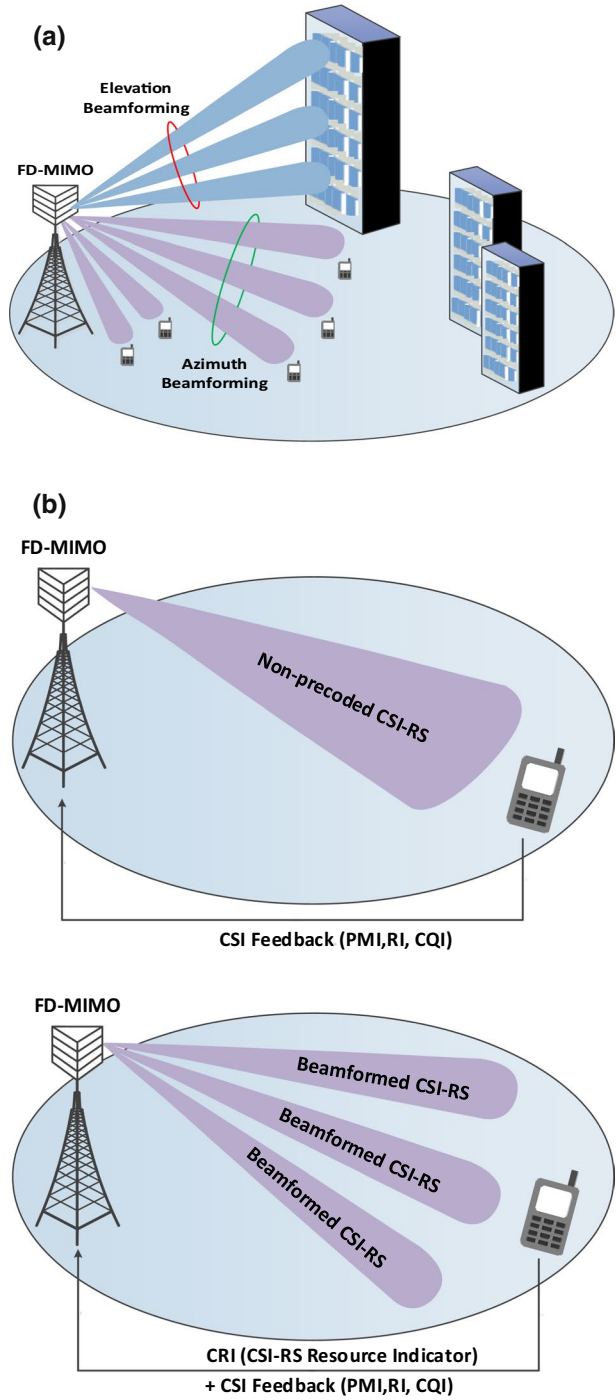 (a)
Elevation
Beamforming
FD-MIMO
Azimuth
Beamforming
(b)
FD-MIMO
Non-precoded CSI-RS
CSI Feedback (PMI,RI, CQI)
FD-MIMO
Beamformed CSI-RS
Beamformed CSI-RS
Beamformed CSI-RS
CRI (CSI-RS Resource Indicator)
+ CSI Feedback (PMI,RI, CQI)